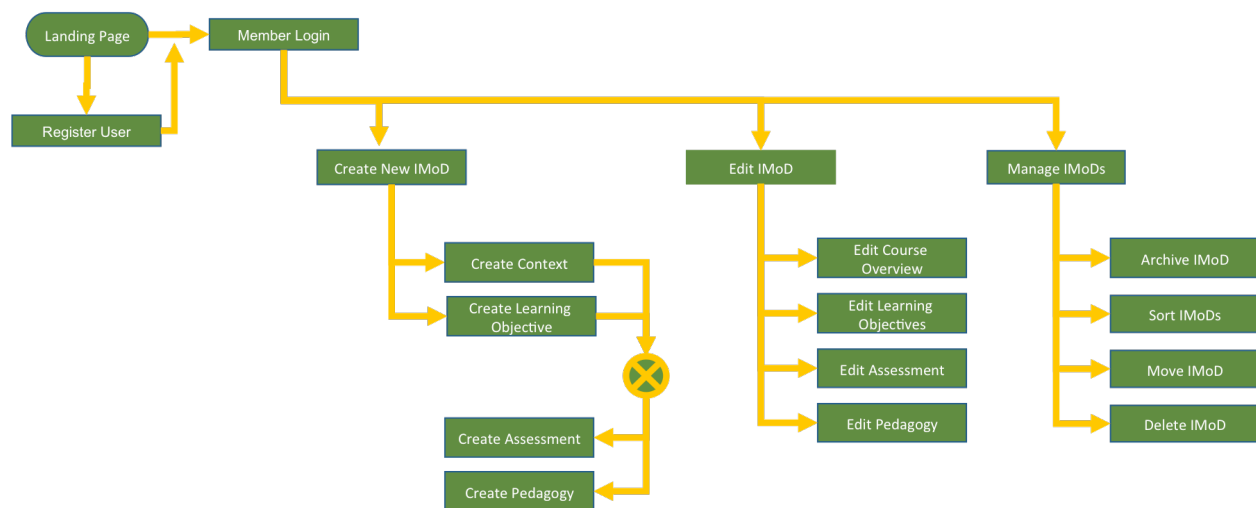 Landing Page
Member Login
Register User
Create New IMoD
Edit IMoD
Manage IMoDs
Create Context
Create Learning
Objective
Create Assessment
Create Pedagogy
Edit Course
Overview
Edit Learning
Objectives
Edit Assessment
Edit Pedagogy
Archive IMoD
Sort IMoDs
Move IMoD
Delete IMoD